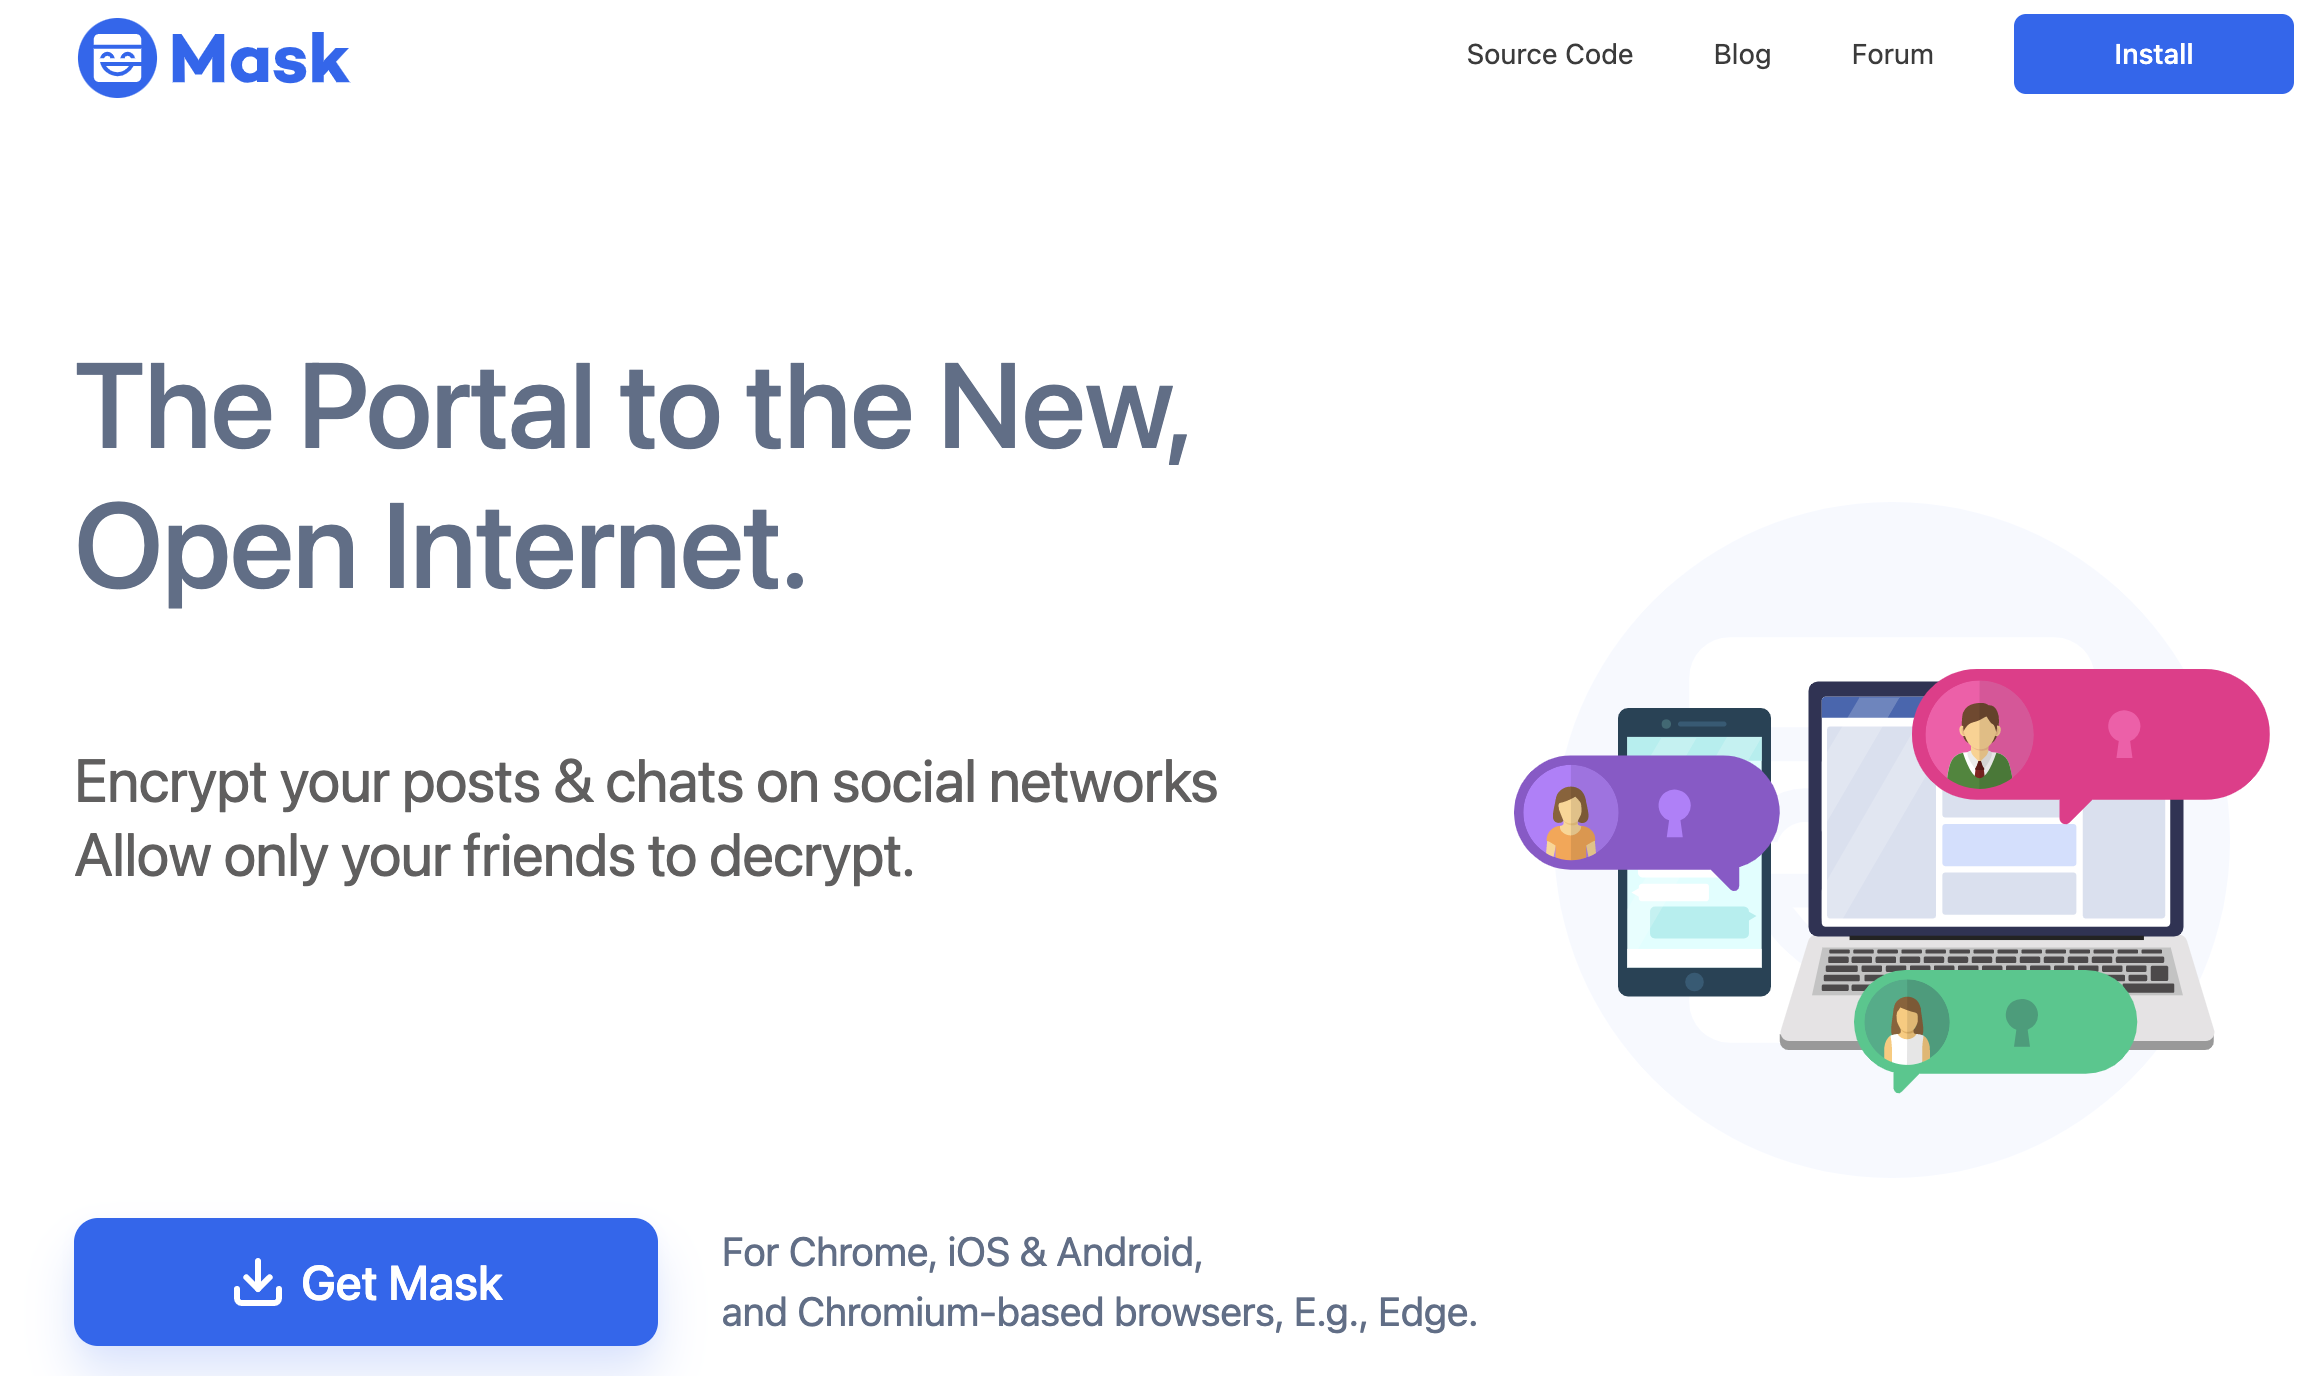 Mask
Source Code
Blog
Forum
Install
The Portal to the New,
Open Internet.
Encrypt your posts & chats on social networks
Allow only your friends to decrypt.
Get Mask
For Chrome, iOS & Android,
and Chromium-based browsers, E.g., Edge.